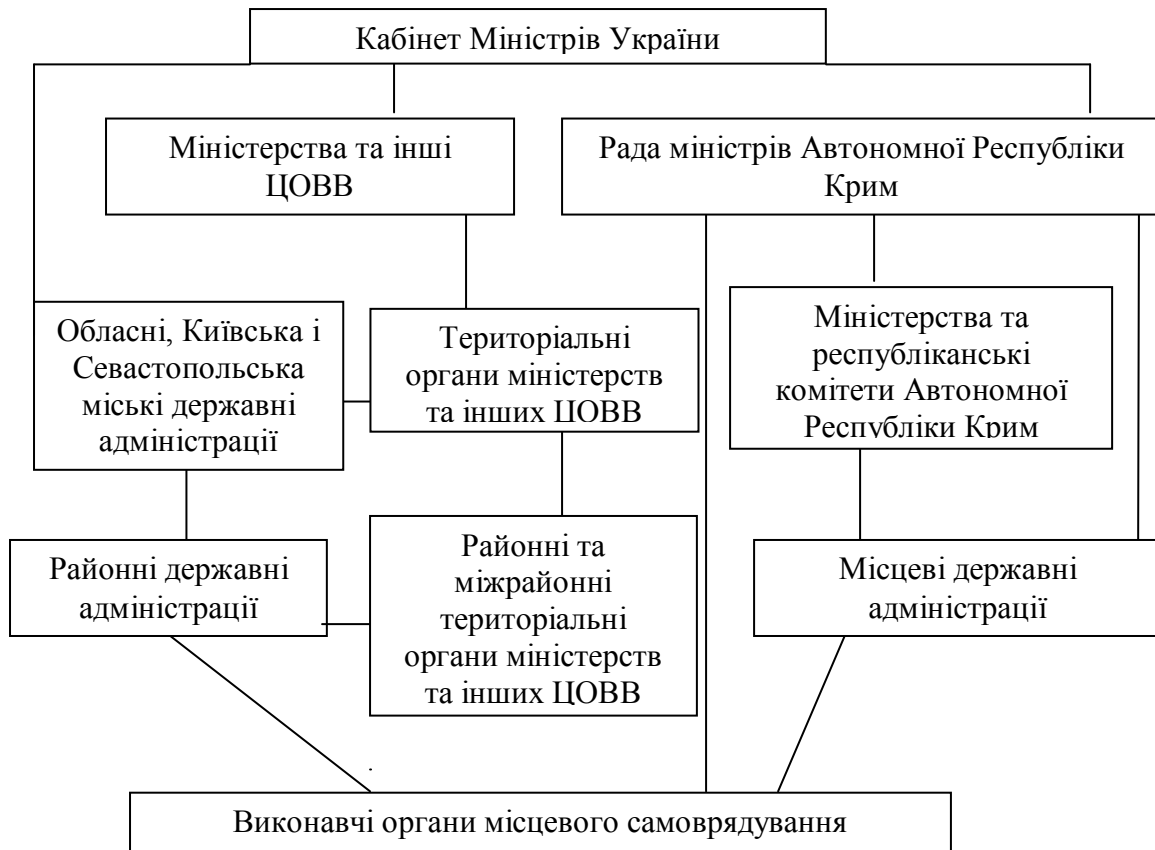 Кабінет Міністрів України
Міністерства та інші
ЦОВВ
Рада міністрів Автономної Республіки
Крим
Обласні, Київська і
Севастопольська
міські державні
адміністрації
Територіальні
органи міністерств
та інших ЦОВВ
Міністерства та
республіканські
комітети Автономної
Республіки Крим
Районні державні
адміністрації
Районні та
міжрайонні
територіальні
органи міністерств
та інших ЦОВВ
Місцеві державні
адміністрації
Виконавчі органи місцевого самоврядування